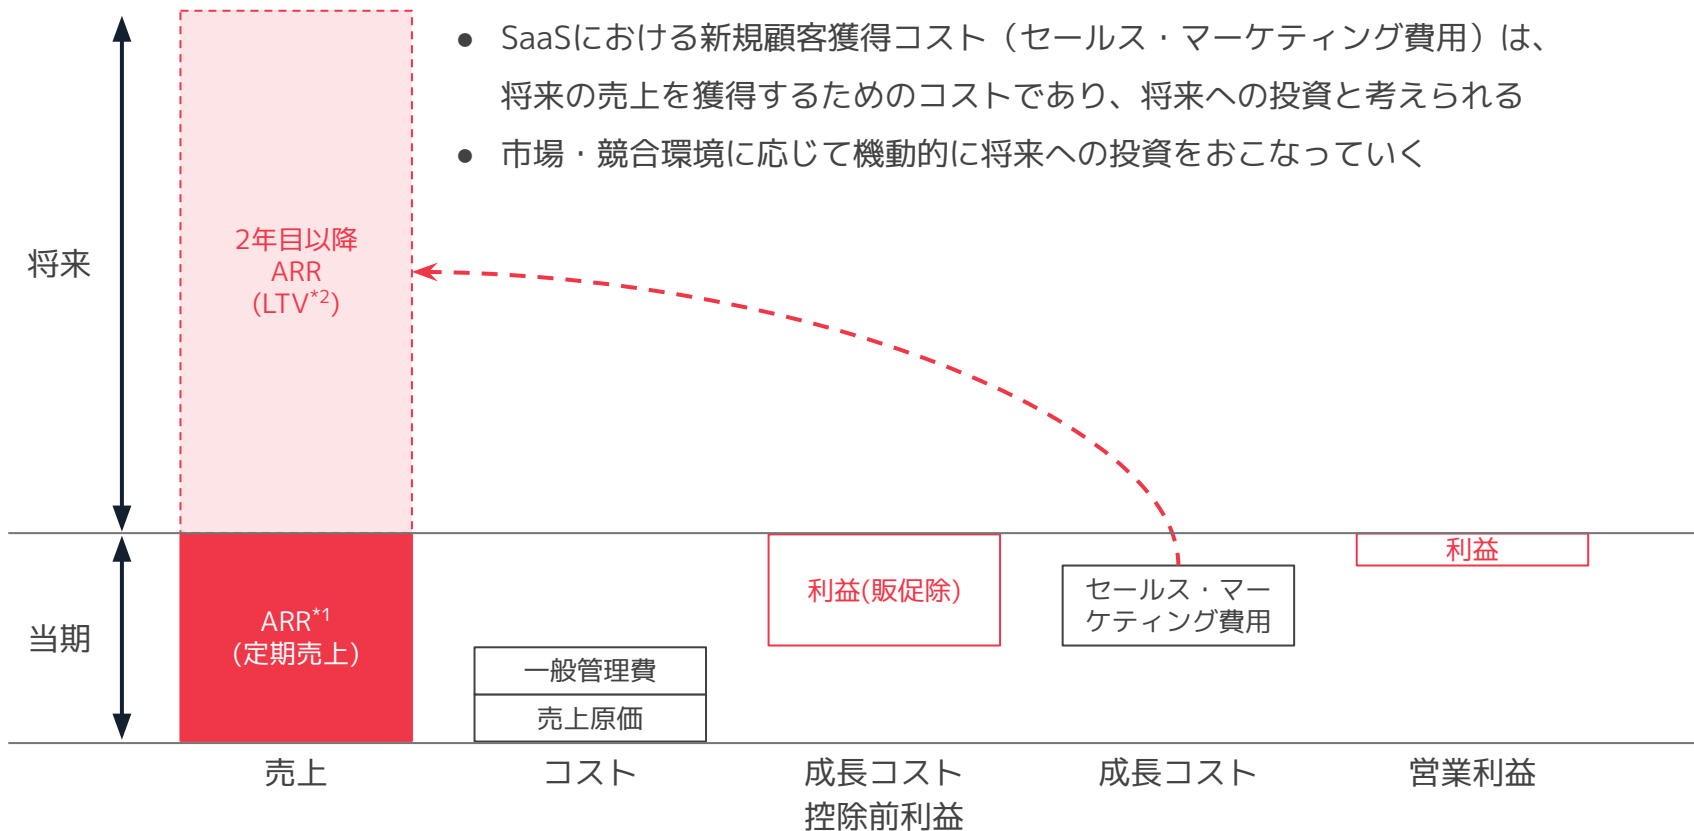 ● SaaSにおける新規顧客獲得コスト（セールス・マーケティング費用）は、
将来の売上を獲得するためのコストであり、将来への投資と考えられる
● 市場・競合環境に応じて機動的に将来への投資をおこなっていく
将来
2年目以降
ARR
(LTV*2)
当期
ARR*1
(定期売上)
一般管理費
売上原価
利益(販促除)
セールス・マー
ケティング費用
利益
売上
コスト
成長コスト
控除前利益
成長コスト
営業利益